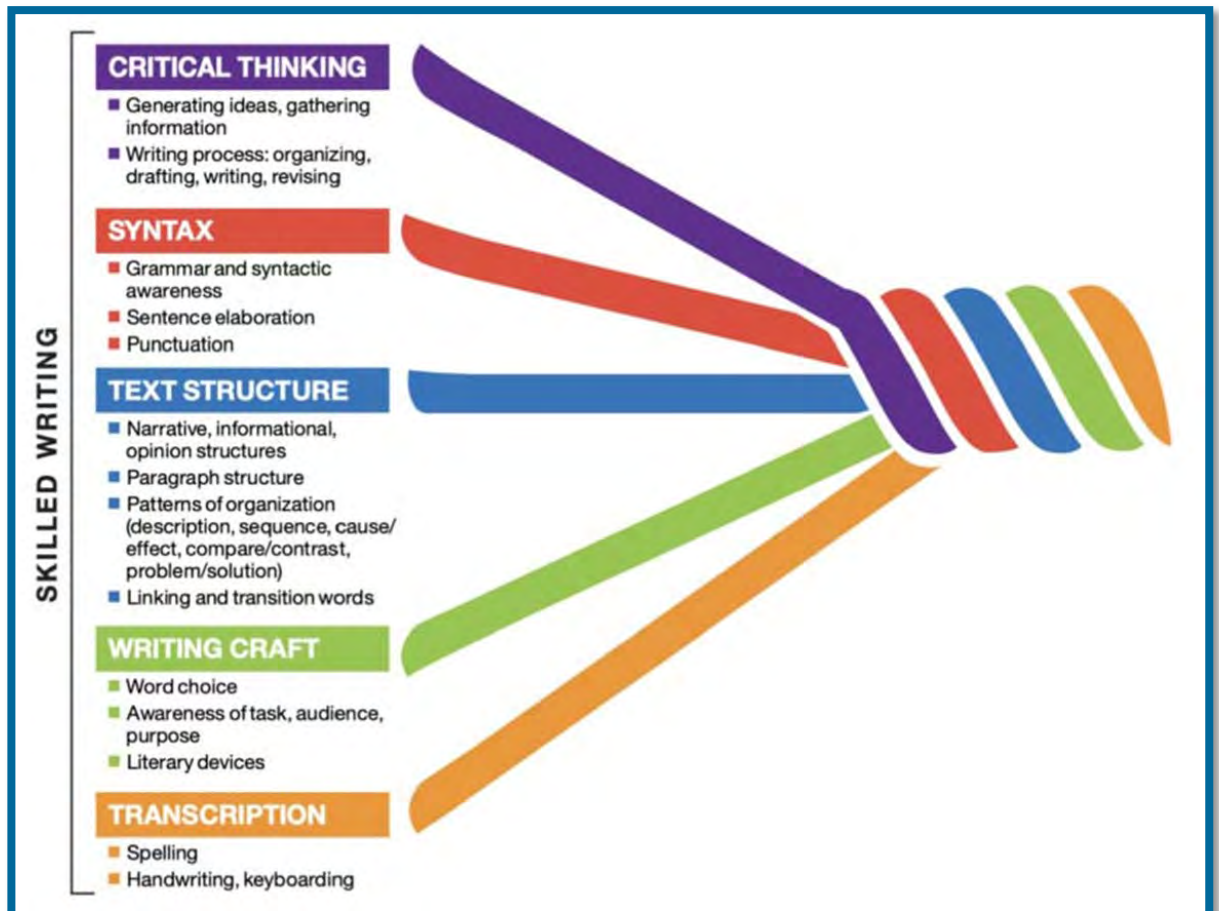 SKILLED WRITING
CRITICAL THINKING
Generating ideas, gathering
information
Writing process: organizing,
drafting, writing, revising
SYNTAX
Grammar and syntactic
awareness
Sentence elaboration
Punctuation
TEXT STRUCTURE
Narrative, informational,
opinion structures
Paragraph structure
Patterns of organization
(description, sequence, cause/
effect, compare/contrast,
problem/solution)
Linking and transition words
WRITING CRAFT
Word choice
Awareness of task, audience,
purpose
Literary devices
TRANSCRIPTION
Spelling
Handwriting, keyboarding